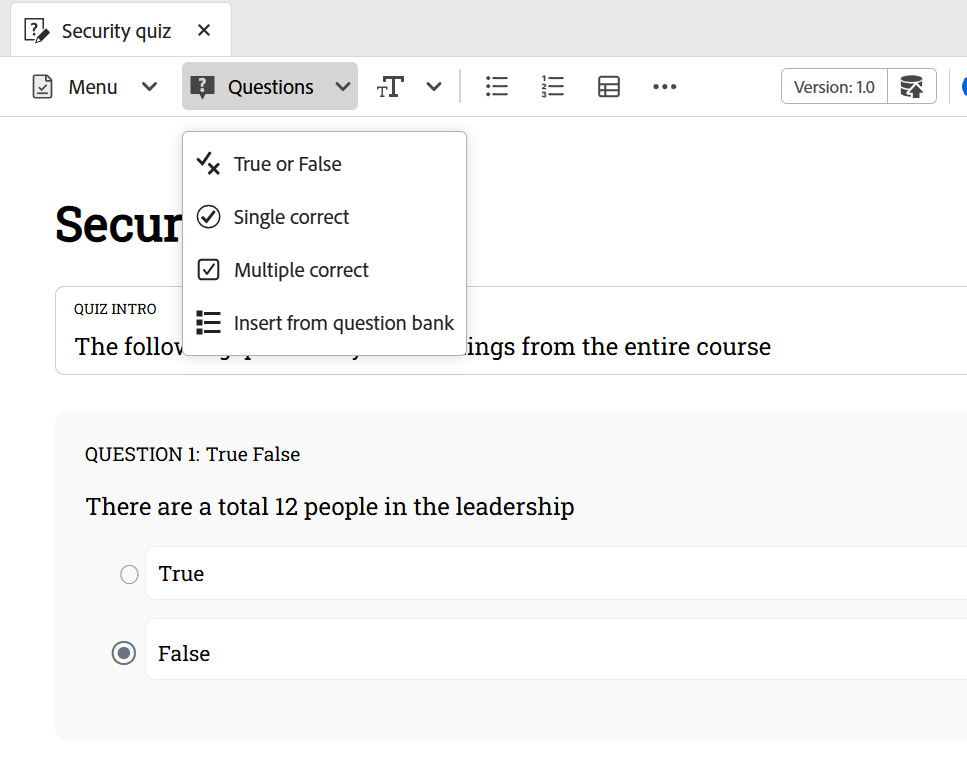 Security quiz
Menu
Questions
Version: 1.0
True or False
Single correct
Multiple correct
Insert from question bank
Secur
QUIZ INTRO
The follow ings from the entire course
QUESTION 1: True False
There are a total 12 people in the leadership
True
False